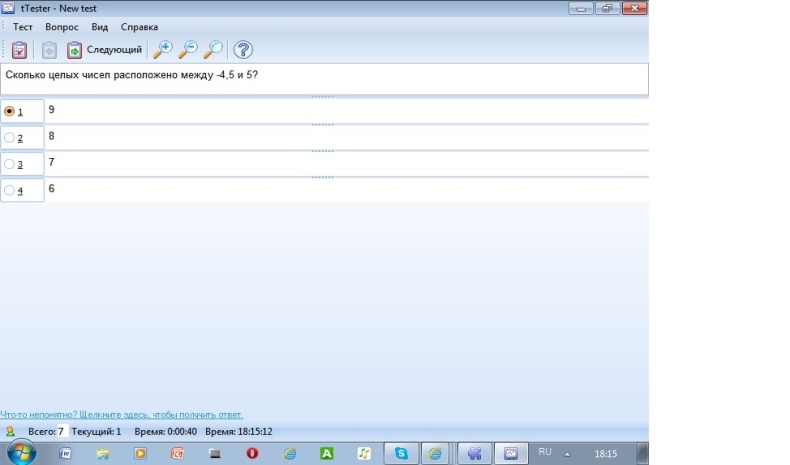 tTester - New test
Тест Вопрос Вид Справка
Следующий
Сколько целых чисел расположено между -4,5 и 5?
1 9
2 8
3 7
4 6
Что-то непонятно? Щелкните здесь, чтобы получить ответ.
Всего: 7 Текущий: 1 Время: 0:00:40 Время: 18:15:12
RU 18:15